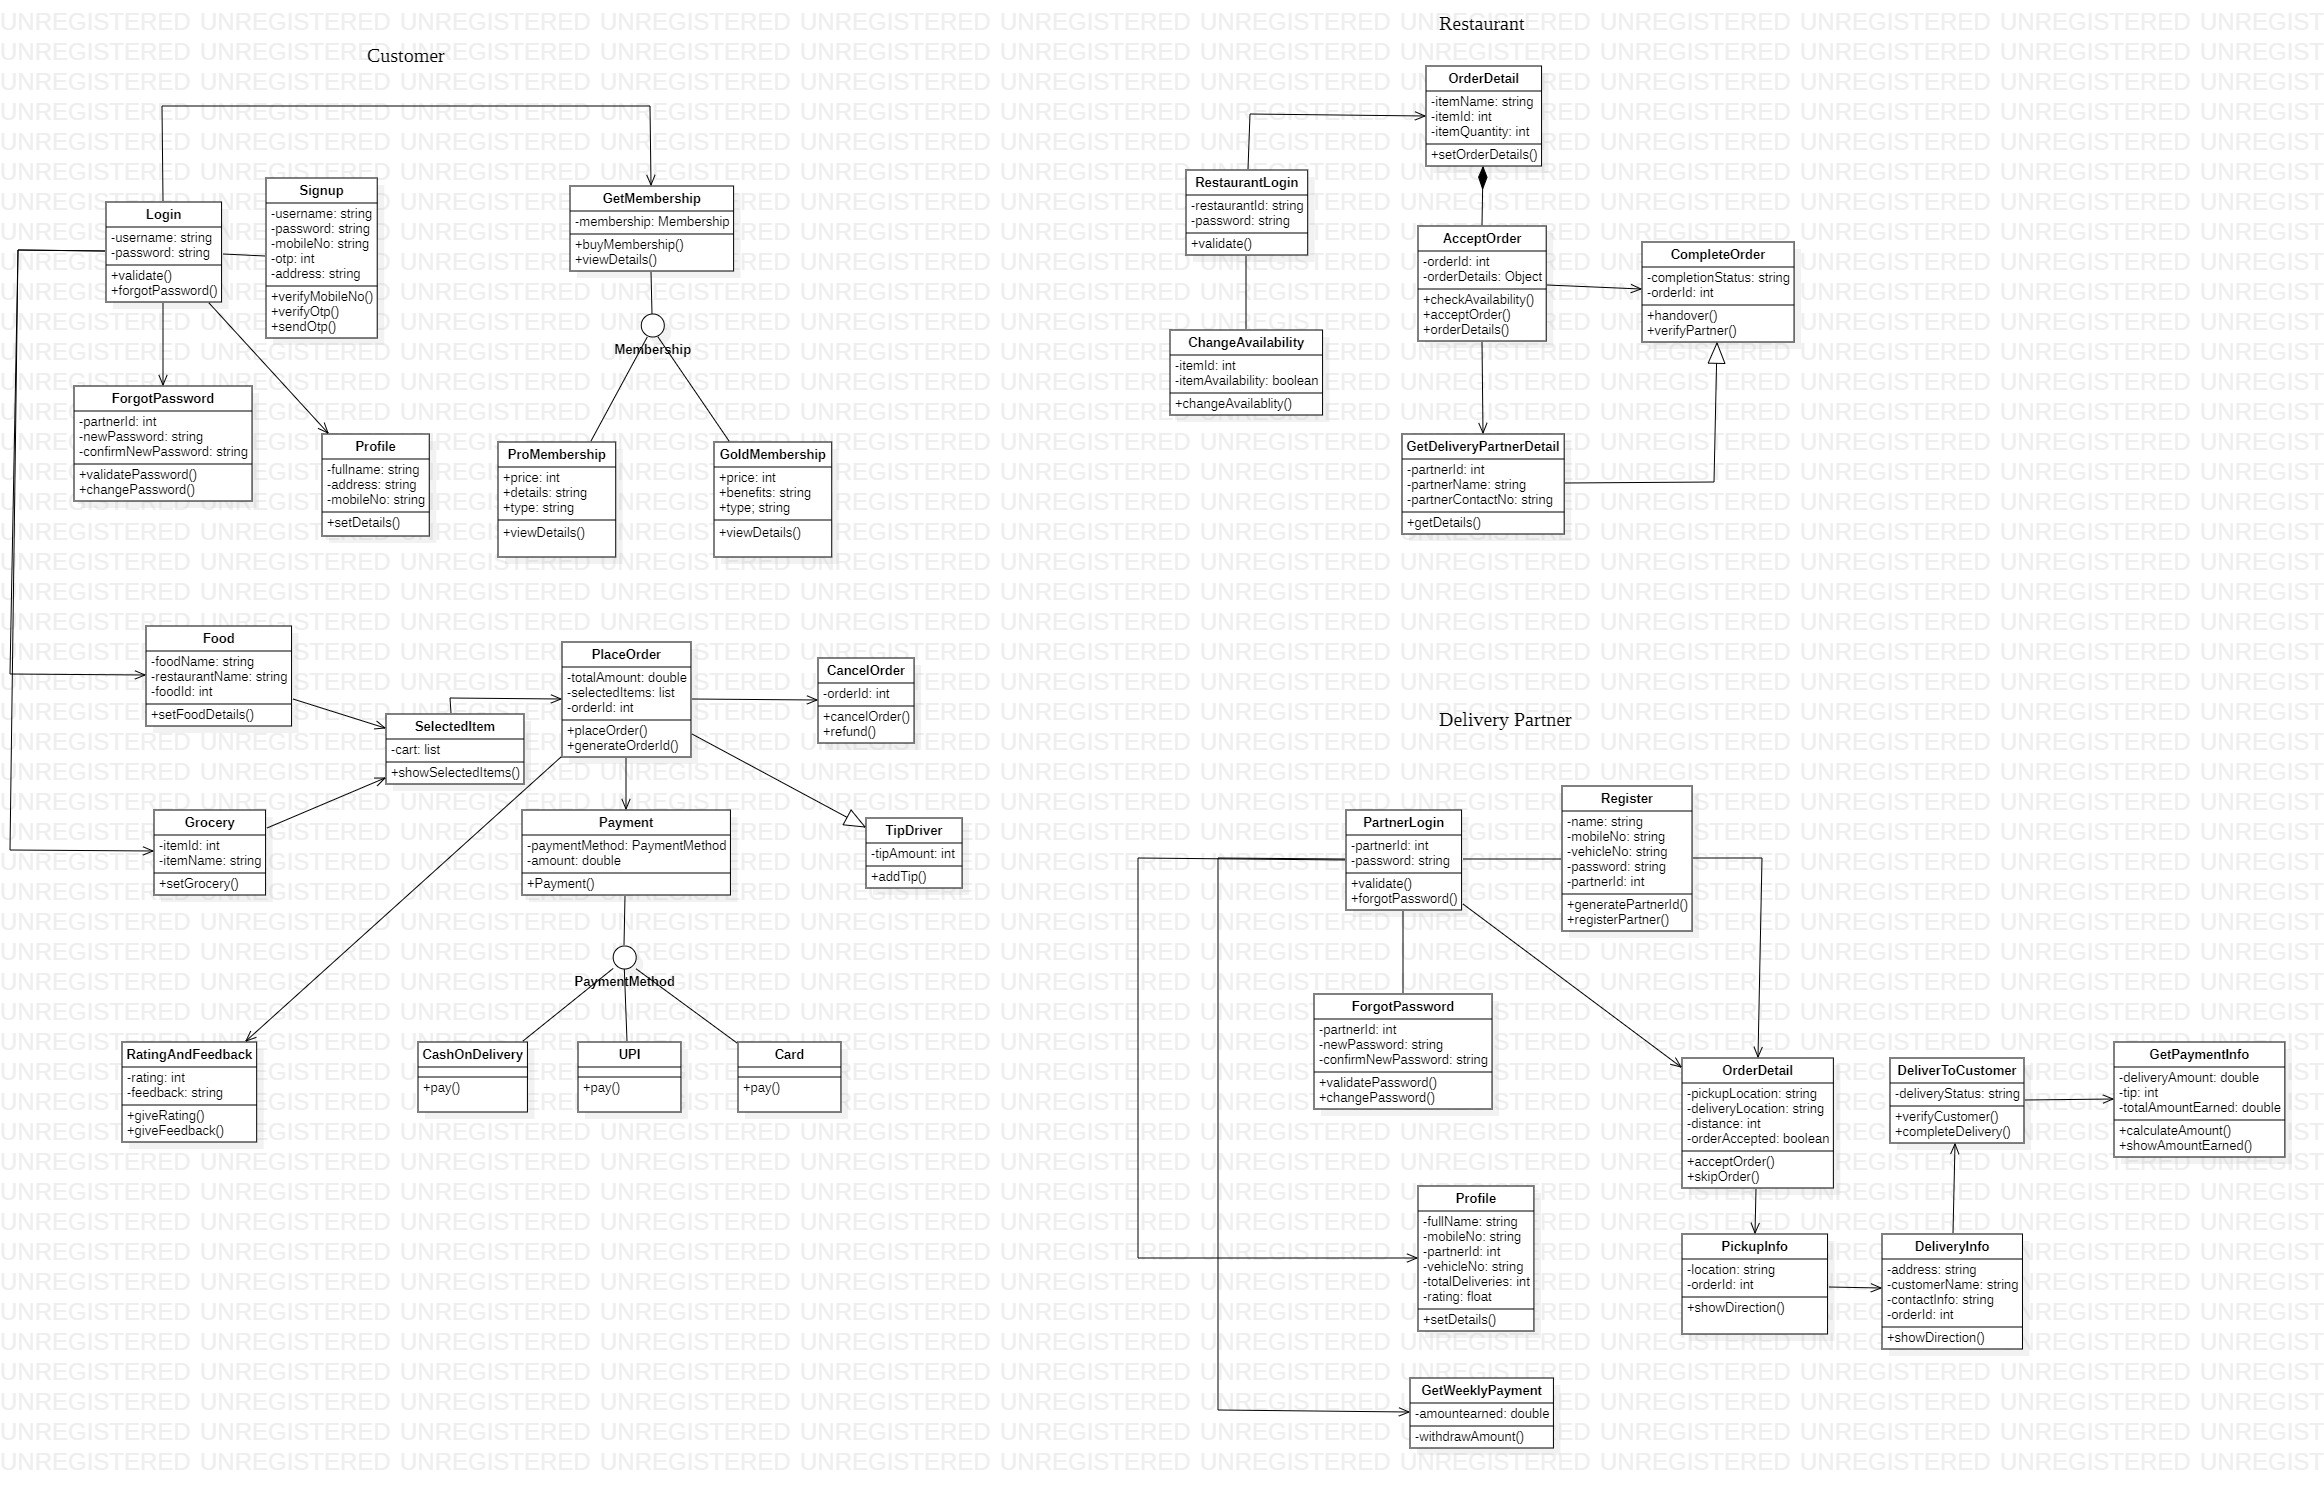 Customer
Login
-username: string
-password: string
+validate()
+forgotPassword()
Signup
-username: string
-password: string
-mobileNo: string
-otp: int
-address: string
+verifyMobileNo()
+verifyOtp()
+sendOtp()
GetMembership
-membership: Membership
+buyMembership()
+viewDetails()
Membership
ForgotPassword
-partnerId: int
-newPassword: string
-confirmNewPassword: string
+validatePassword()
+changePassword()
Profile
-fullname: string
-address: string
-mobileNo: string
+setDetails()
ProMembership
+price: int
+details: string
+type: string
+viewDetails()
GoldMembership
+price: int
+benefits: string
+type; string
+viewDetails()
Food
-foodName: string
-restaurantName: string
-foodId: int
+setFoodDetails()
SelectedItem
-cart: list
+showSelectedItems()
Grocery
-itemId: int
-itemName: string
+setGrocery()
PlaceOrder
-totalAmount: double
-selectedItems: list
-orderId: int
+placeOrder()
+generateOrderId()
CancelOrder
-orderId: int
+cancelOrder()
+refund()
Payment
-paymentMethod: PaymentMethod
-amount: double
+Payment()
TipDriver
-tipAmount: int
+addTip()
PaymentMethod
RatingAndFeedback
-rating: int
-feedback: string
+giveRating()
+giveFeedback()
CashOnDelivery
+pay()
UPI
+pay()
Card
+pay()
Restaurant
OrderDetail
-itemName: string
-itemId: int
-itemQuantity: int
+setOrderDetails()
RestaurantLogin
-restaurantId: string
-password: string
+validate()
AcceptOrder
-orderId: int
-orderDetails: Object
+checkAvailability()
+acceptOrder()
+orderDetails()
CompleteOrder
-completionStatus: string
-orderId: int
+handover()
+verifyPartner()
ChangeAvailability
-itemId: int
-itemAvailability: boolean
+changeAvailablity()
GetDeliveryPartnerDetail
-partnerId: int
-partnerName: string
-partnerContactNo: string
+getDetails()
Delivery Partner
PartnerLogin
-partnerId: int
-password: string
+validate()
+forgotPassword()
Register
-name: string
-mobileNo: string
-vehicleNo: string
-password: string
-partnerId: int
+generatePartnerId()
+registerPartner()
ForgotPassword
-partnerId: int
-newPassword: string
-confirmNewPassword: string
+validatePassword()
+changePassword()
OrderDetail
-pickupLocation: string
-deliveryLocation: string
-distance: int
-orderAccepted: boolean
+acceptOrder()
+skipOrder()
DeliverToCustomer
-deliveryStatus: string
+verifyCustomer()
+completeDelivery()
GetPaymentInfo
-deliveryAmount: double
-tip: int
-totalAmountEarned: double
+calculateAmount()
+showAmountEarned()
Profile
-fullName: string
-mobileNo: string
-partnerId: int
-vehicleNo: string
-totalDeliveries: int
-rating: float
+setDetails()
PickupInfo
-location: string
-orderId: int
+showDirection()
DeliveryInfo
-address: string
-customerName: string
-contactInfo: string
-orderId: int
+showDirection()
GetWeeklyPayment
-amountearned: double
-withdrawAmount()
UNREGISTERED